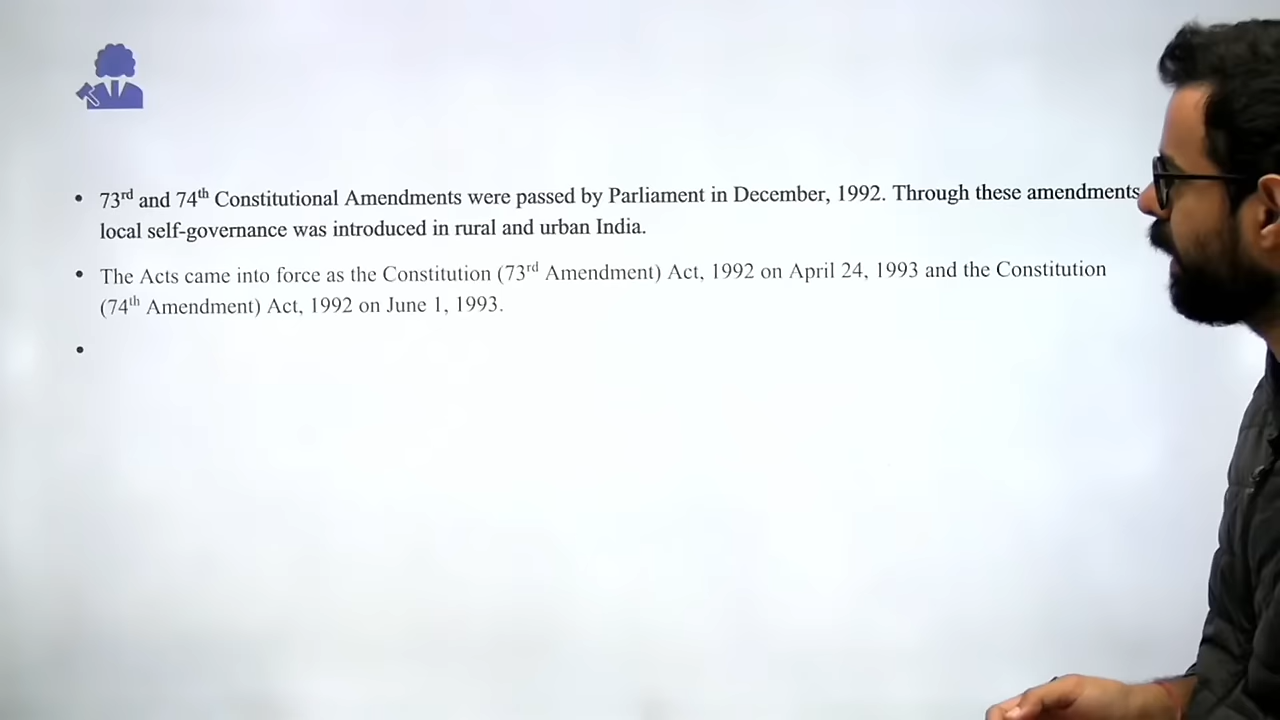 • 73rd and 74th Constitutional Amendments were passed by Parliament in December, 1992. Through these amendments
local self-governance was introduced in rural and urban India.
• The Acts came into force as the Constitution (73rd Amendment) Act, 1992 on April 24, 1993 and the Constitution
(74th Amendment) Act, 1992 on June 1, 1993.
•